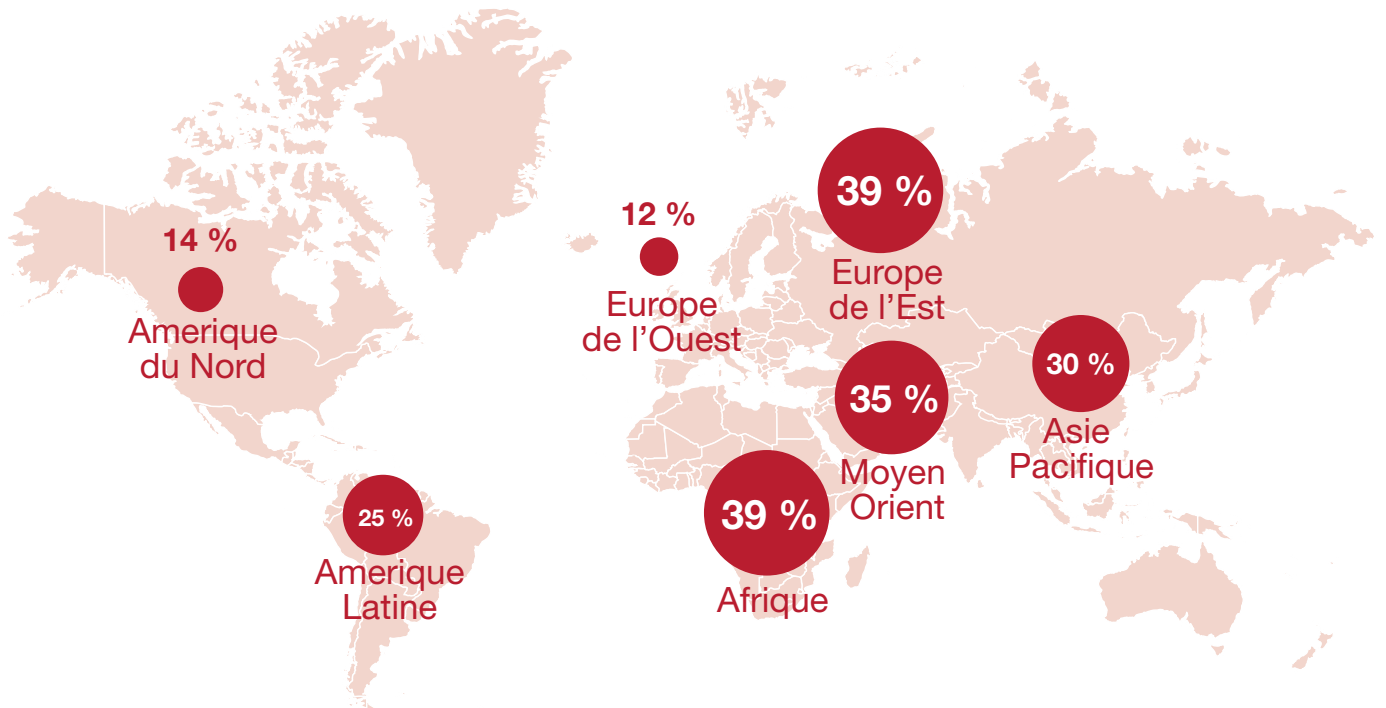 14 %
Amerique
du Nord
12 %
Europe
de l’Ouest
39 %
Europe
de l’Est
35 %
Moyen
Orient
30 %
Asie
Pacifique
25 %
Amerique
Latine
39 %
Afrique